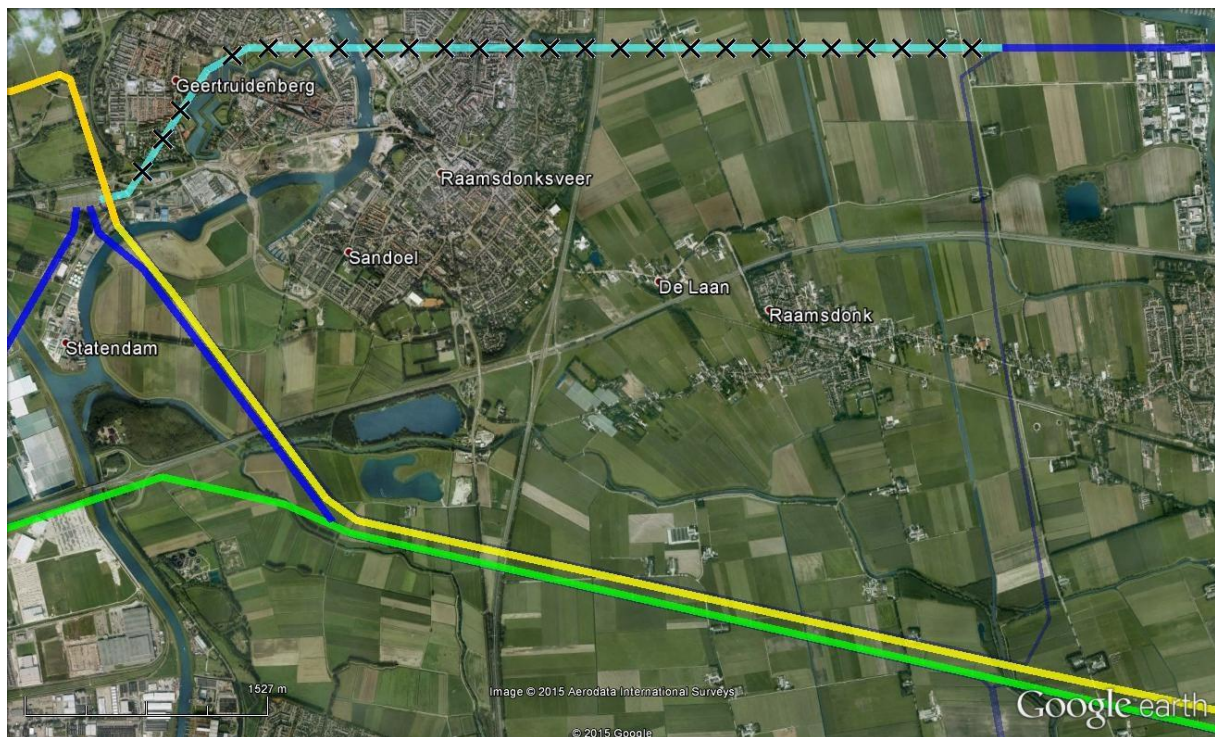 Geertruidenberg
Raamsdonksveer
Sandoel
De Laan
Raamsdonk
Statendam
1527 m
Image © 2015 Aerodata International Surveys
Google earth
© 2015 Google